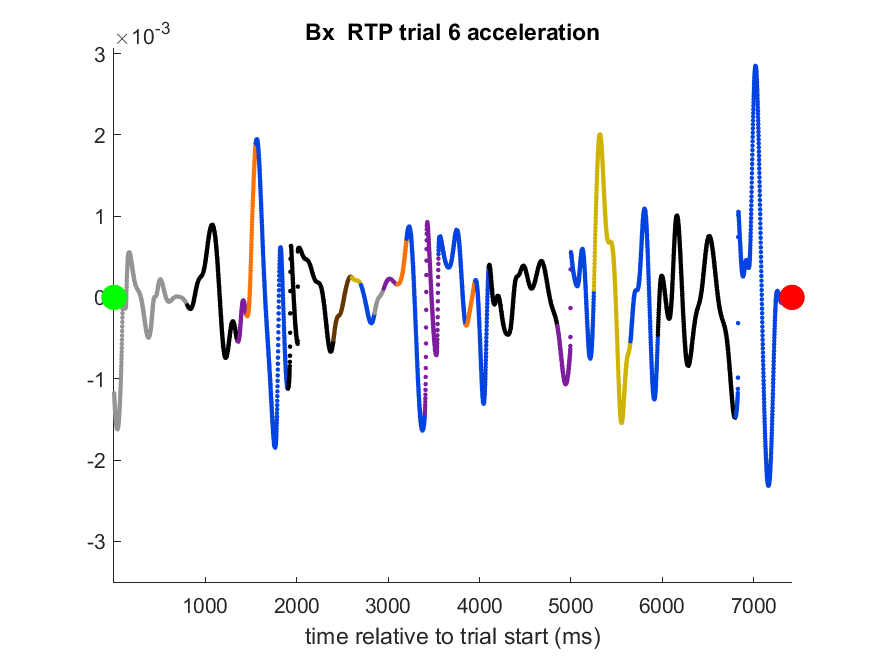 Bx  RTP trial 6 acceleration
×10⁻³
3
2
1
0
-1
-2
-3
1000 2000 3000 4000 5000 6000 7000
time relative to trial start (ms)